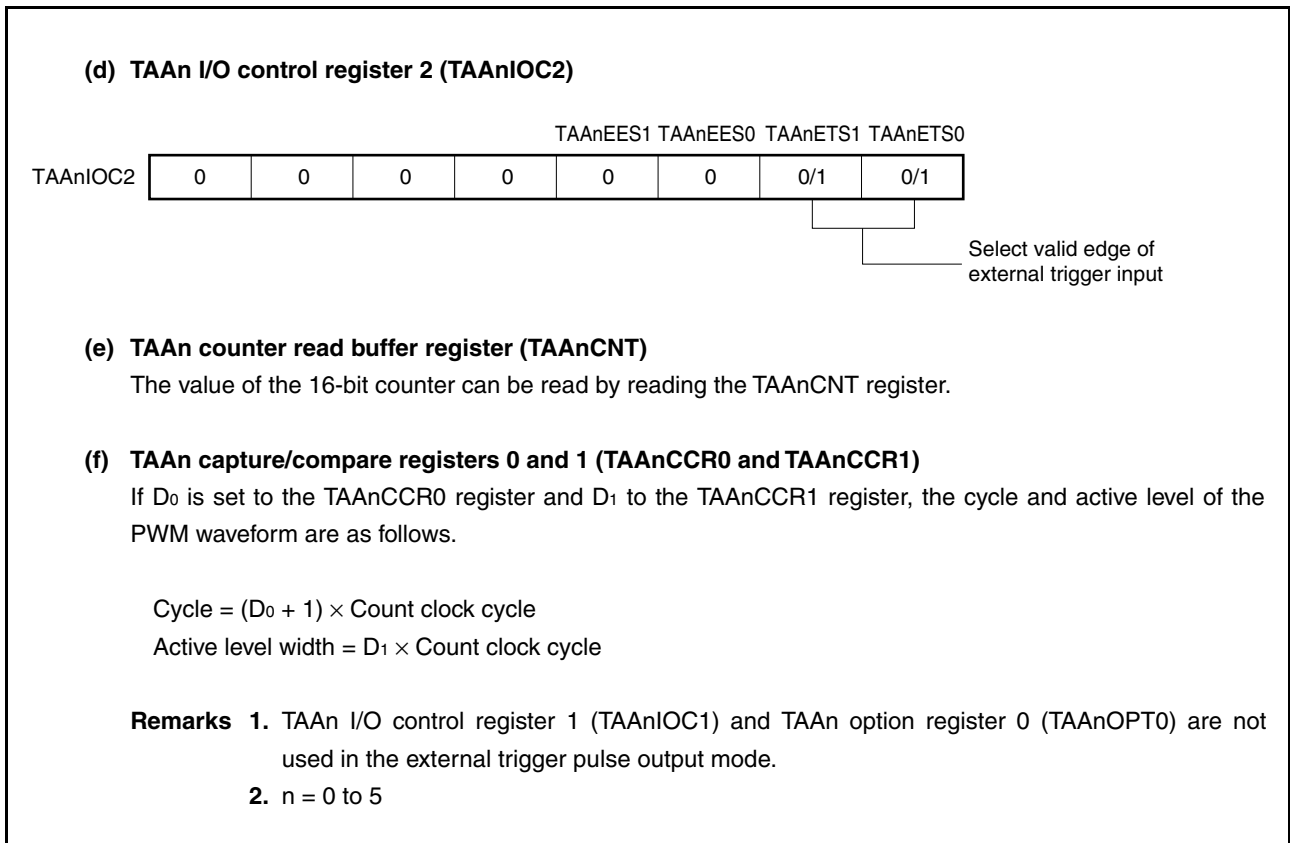 (d) TAAn I/O control register 2 (TAAnIOC2)
TAAnEES1 TAAnEES0 TAAnETS1 TAAnETS0
TAAnIOC2 0 0 0 0 0 0 0/1 0/1
Select valid edge of
external trigger input
(e) TAAn counter read buffer register (TAAnCNT)
The value of the 16-bit counter can be read by reading the TAAnCNT register.
(f) TAAn capture/compare registers 0 and 1 (TAAnCCR0 and TAAnCCR1)
If D0 is set to the TAAnCCR0 register and D1 to the TAAnCCR1 register, the cycle and active level of the
PWM waveform are as follows.
Cycle = (D0 + 1) × Count clock cycle
Active level width = D1 × Count clock cycle
Remarks 1. TAAn I/O control register 1 (TAAnIOC1) and TAAn option register 0 (TAAnOPT0) are not
used in the external trigger pulse output mode.
2. n = 0 to 5